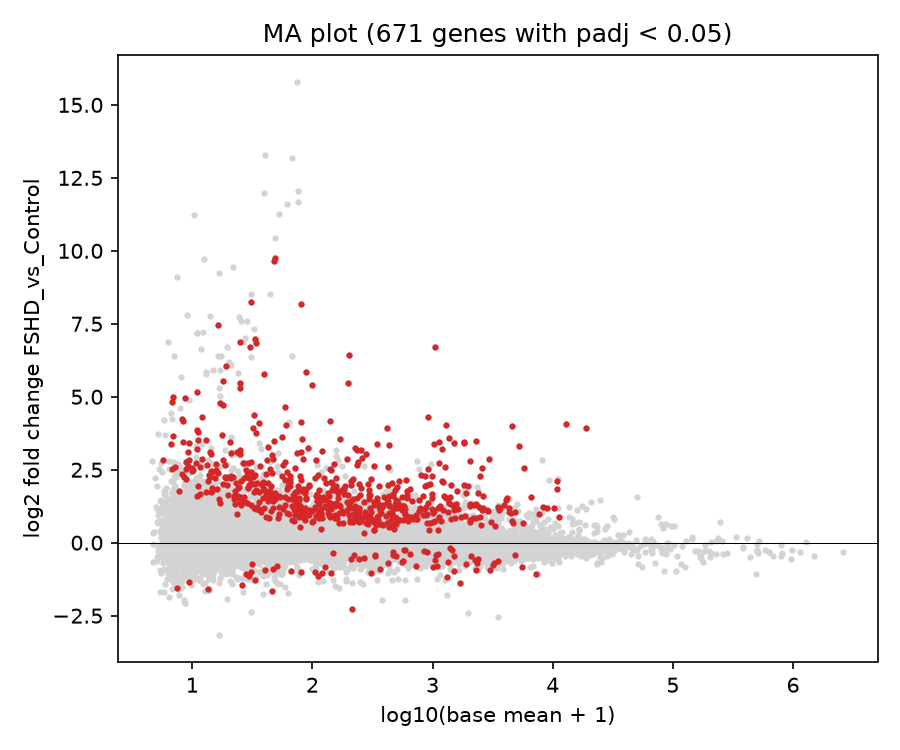 MA plot (671 genes with padj < 0.05)
15.0
12.5
10.0
7.5
5.0
2.5
0.0
−2.5
log2 fold change FSHD_vs_Control
1 2 3 4 5 6
log10(base mean + 1)